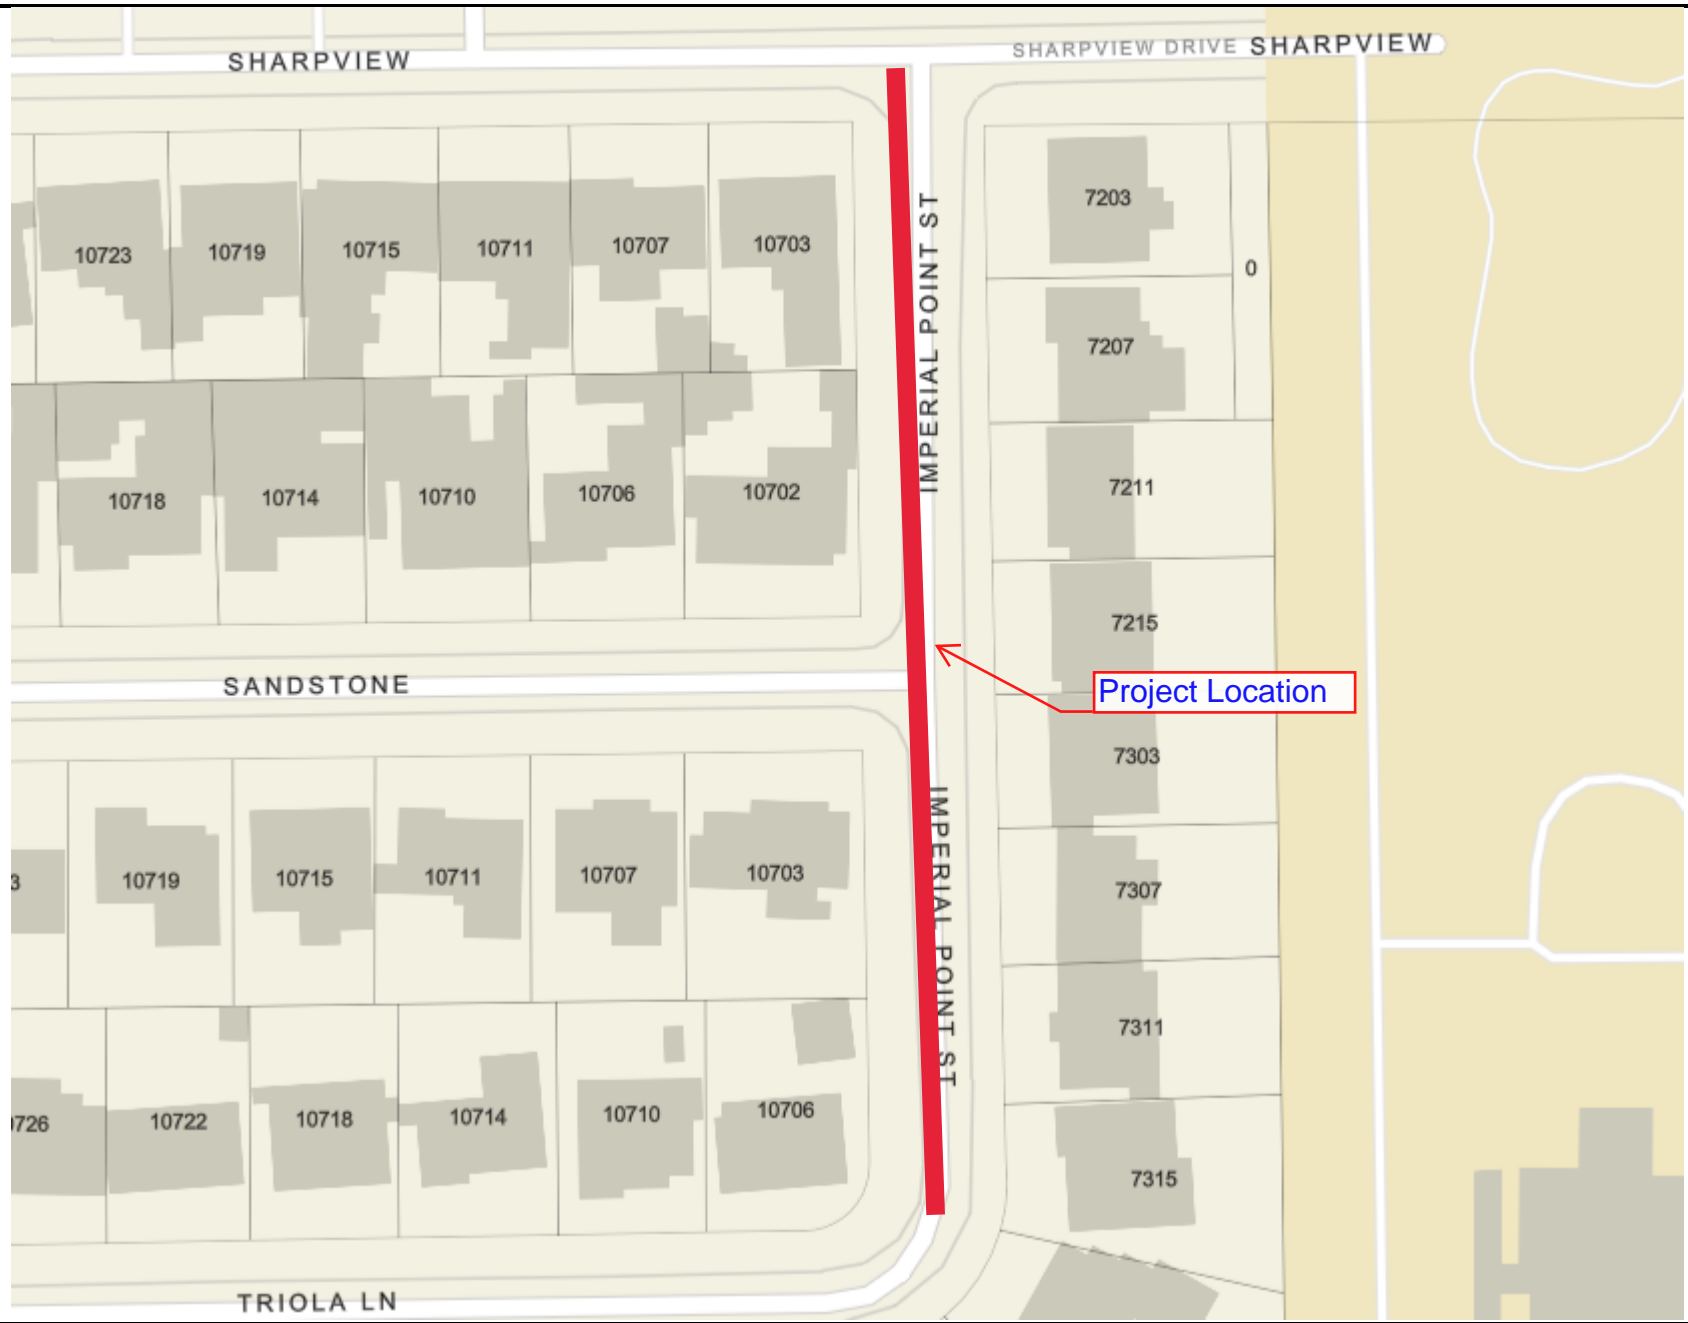 SHARPVIEW
SHARPVIEW DRIVE SHARPVIEW
7203
10723 10719 10715 10711 10707 10703
0
IMPERIAL POINT ST
7207
10718 10714 10710 10706 10702
7211
7215
SANDSTONE
Project Location
7303
10719 10715 10711 10707 10703
7307
IMPERIAL POINT ST
7311
10722 10718 10714 10710 10706
7315
TRIOLA LN